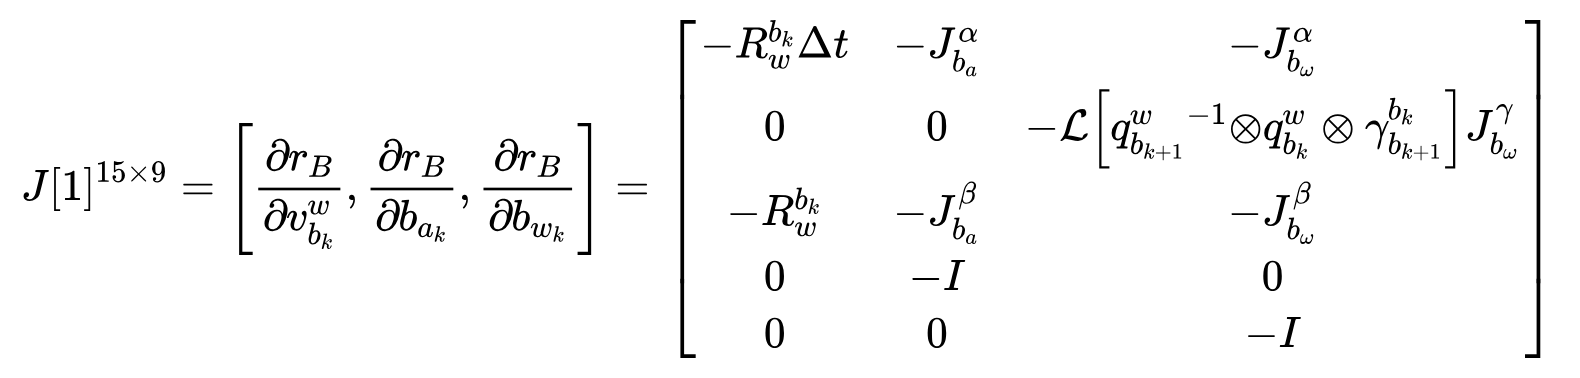 J[1]^{15×9} = [∂r_B/∂v^w_{b_k}, ∂r_B/∂b_{a_k}, ∂r_B/∂b_{w_k}] =
−R^{b_k}_w Δt −J^α_{b_a} −J^α_{b_ω}
0 0 −𝓛[q^w_{b_{k+1}}^{−1} ⊗ q^w_{b_k} ⊗ γ^{b_k}_{b_{k+1}}] J^γ_{b_ω}
−R^{b_k}_w −J^β_{b_a} −J^β_{b_ω}
0 −I 0
0 0 −I